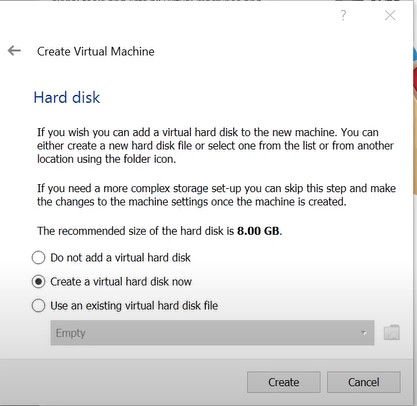 ?
Create Virtual Machine
Hard disk
If you wish you can add a virtual hard disk to the new machine. You can
either create a new hard disk file or select one from the list or from another
location using the folder icon.
If you need a more complex storage set-up you can skip this step and make
the changes to the machine settings once the machine is created.
The recommended size of the hard disk is 8.00 GB.
Do not add a virtual hard disk
Create a virtual hard disk now
Use an existing virtual hard disk file
Empty
Create Cancel